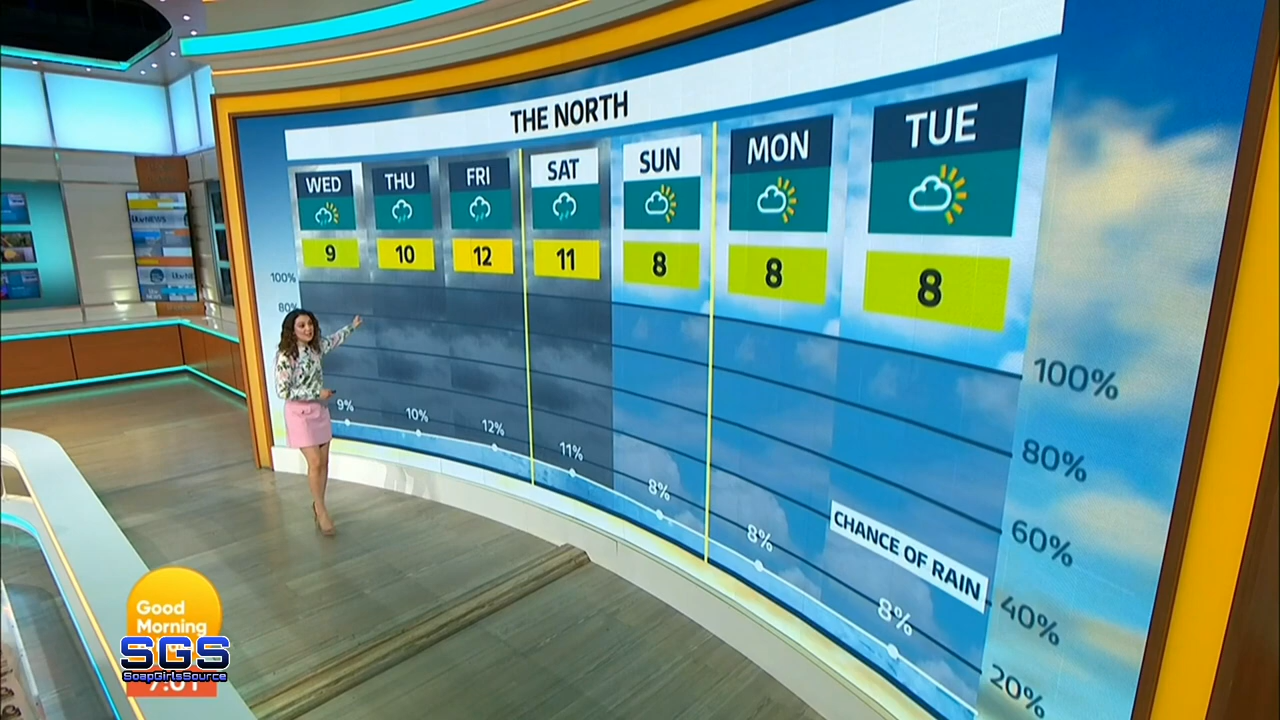 THE NORTH
WED THU FRI SAT SUN MON TUE
9 10 12 11 8 8 8
100%
80%
9% 10% 12% 11% 8% 8% 8%
CHANCE OF RAIN
100%
80%
60%
40%
20%
Good
Morning
SGS
SoapGirlsSource